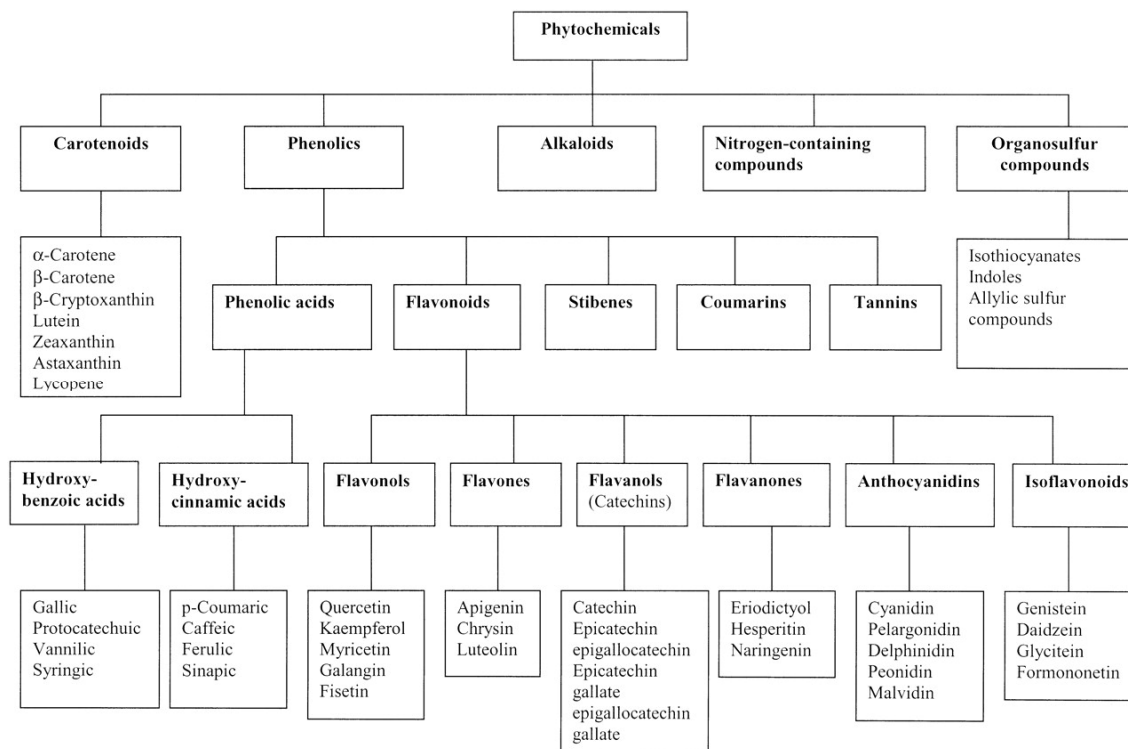 Phytochemicals
Carotenoids
Phenolics
Alkaloids
Nitrogen-containing
compounds
Organosulfur
compounds
α-Carotene
β-Carotene
β-Cryptoxanthin
Lutein
Zeaxanthin
Astaxanthin
Lycopene
Phenolic acids
Flavonoids
Stibenes
Coumarins
Tannins
Isothiocyanates
Indoles
Allylic sulfur
compounds
Hydroxy-
benzoic acids
Hydroxy-
cinnamic acids
Flavonols
Flavones
Flavanols
(Catechins)
Flavanones
Anthocyanidins
Isoflavonoids
Gallic
Protocatechuic
Vannilic
Syringic
p-Coumaric
Caffeic
Ferulic
Sinapic
Quercetin
Kaempferol
Myricetin
Galangin
Fisetin
Apigenin
Chrysin
Luteolin
Catechin
Epicatechin
epigallocatechin
Epicatechin
gallate
epigallocatechin
gallate
Eriodictyol
Hesperitin
Naringenin
Cyanidin
Pelargonidin
Delphinidin
Peonidin
Malvidin
Genistein
Daidzein
Glycitein
Formononetin